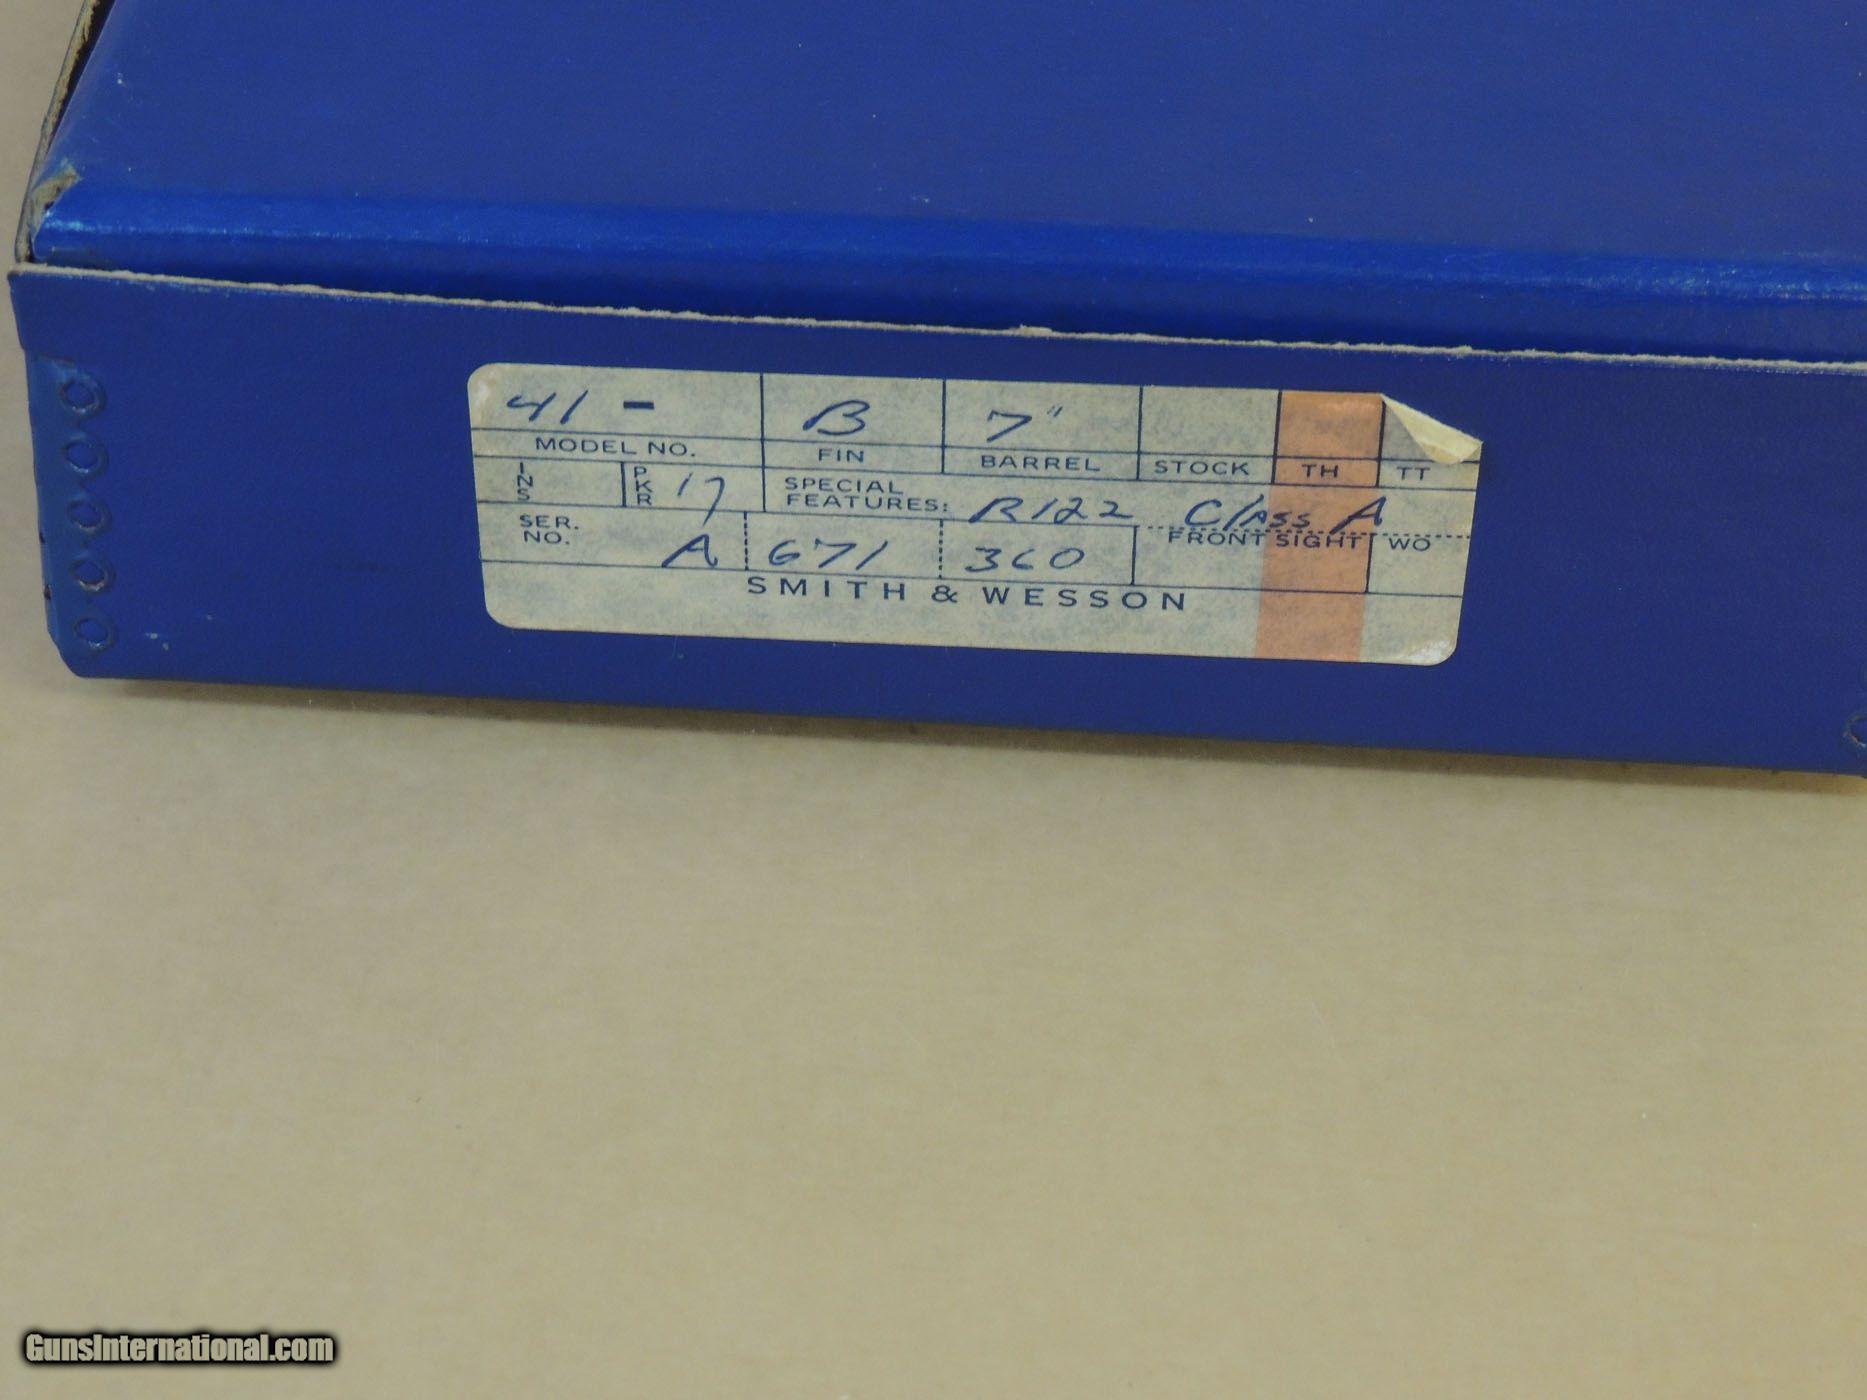 41 - B 7"
MODEL NO. FIN BARREL STOCK TH TT
INS PKR 17 SPECIAL FEATURES: R122 Class A
SER. NO. A 671 360 FRONT SIGHT WO
SMITH & WESSON
GunsInternational.com